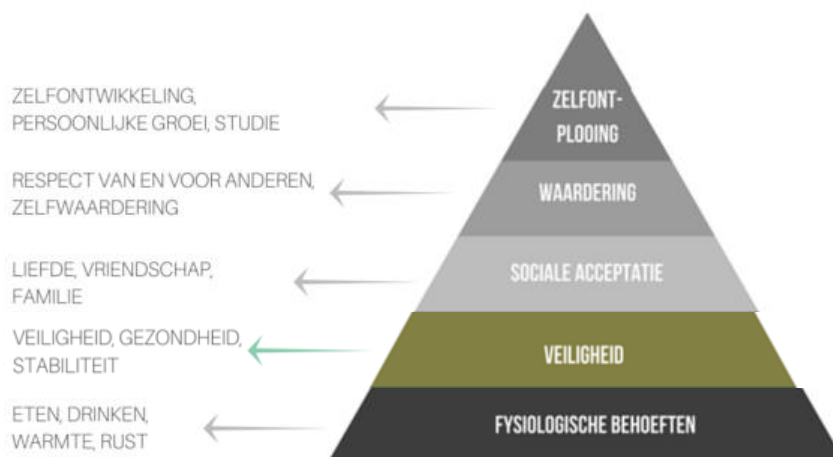 ZELFONTWIKKELING,
PERSOONLIJKE GROEI, STUDIE
ZELFONT-
PLOOING
RESPECT VAN EN VOOR ANDEREN,
ZELFWAARDERING
WAARDERING
LIEFDE, VRIENDSCHAP,
FAMILIE
SOCIALE ACCEPTATIE
VEILIGHEID, GEZONDHEID,
STABILITEIT
VEILIGHEID
ETEN, DRINKEN,
WARMTE, RUST
FYSIOLOGISCHE BEHOEFTEN